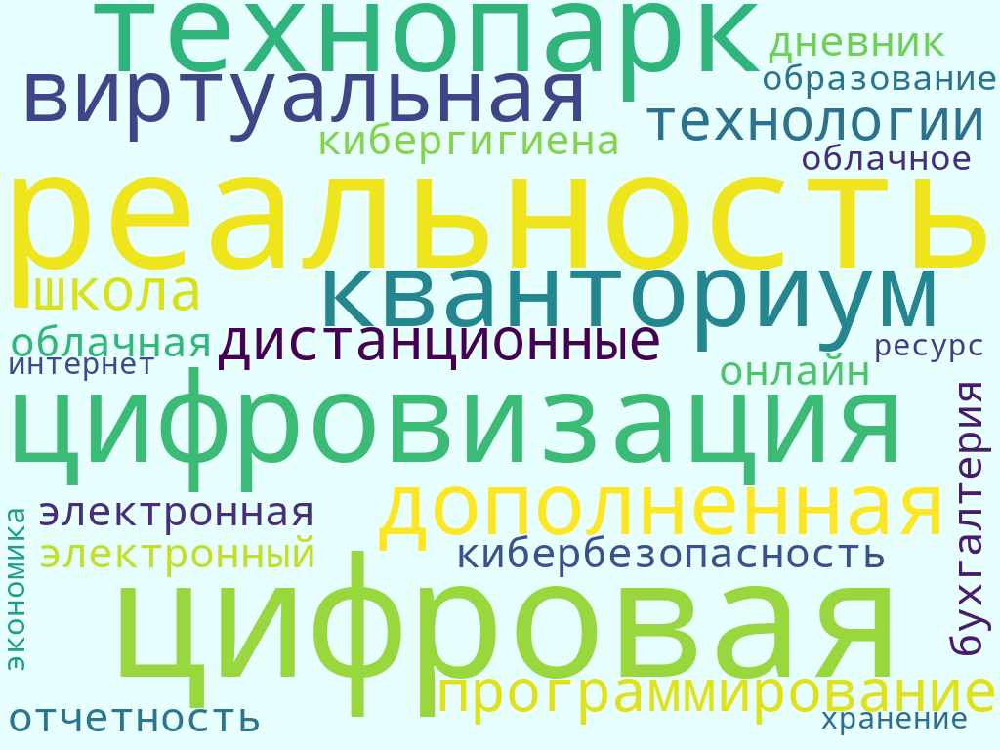 технопарк
дневник
виртуальная
образование
технологии
кибергигиена
облачное
реальность
школа
кванториум
облачная
дистанционные
ресурс
интернет
онлайн
цифровизация
бухгалтерия
дополненная
электронная
экономика
электронный
кибербезопасность
цифровая
программирование
отчетность
хранение